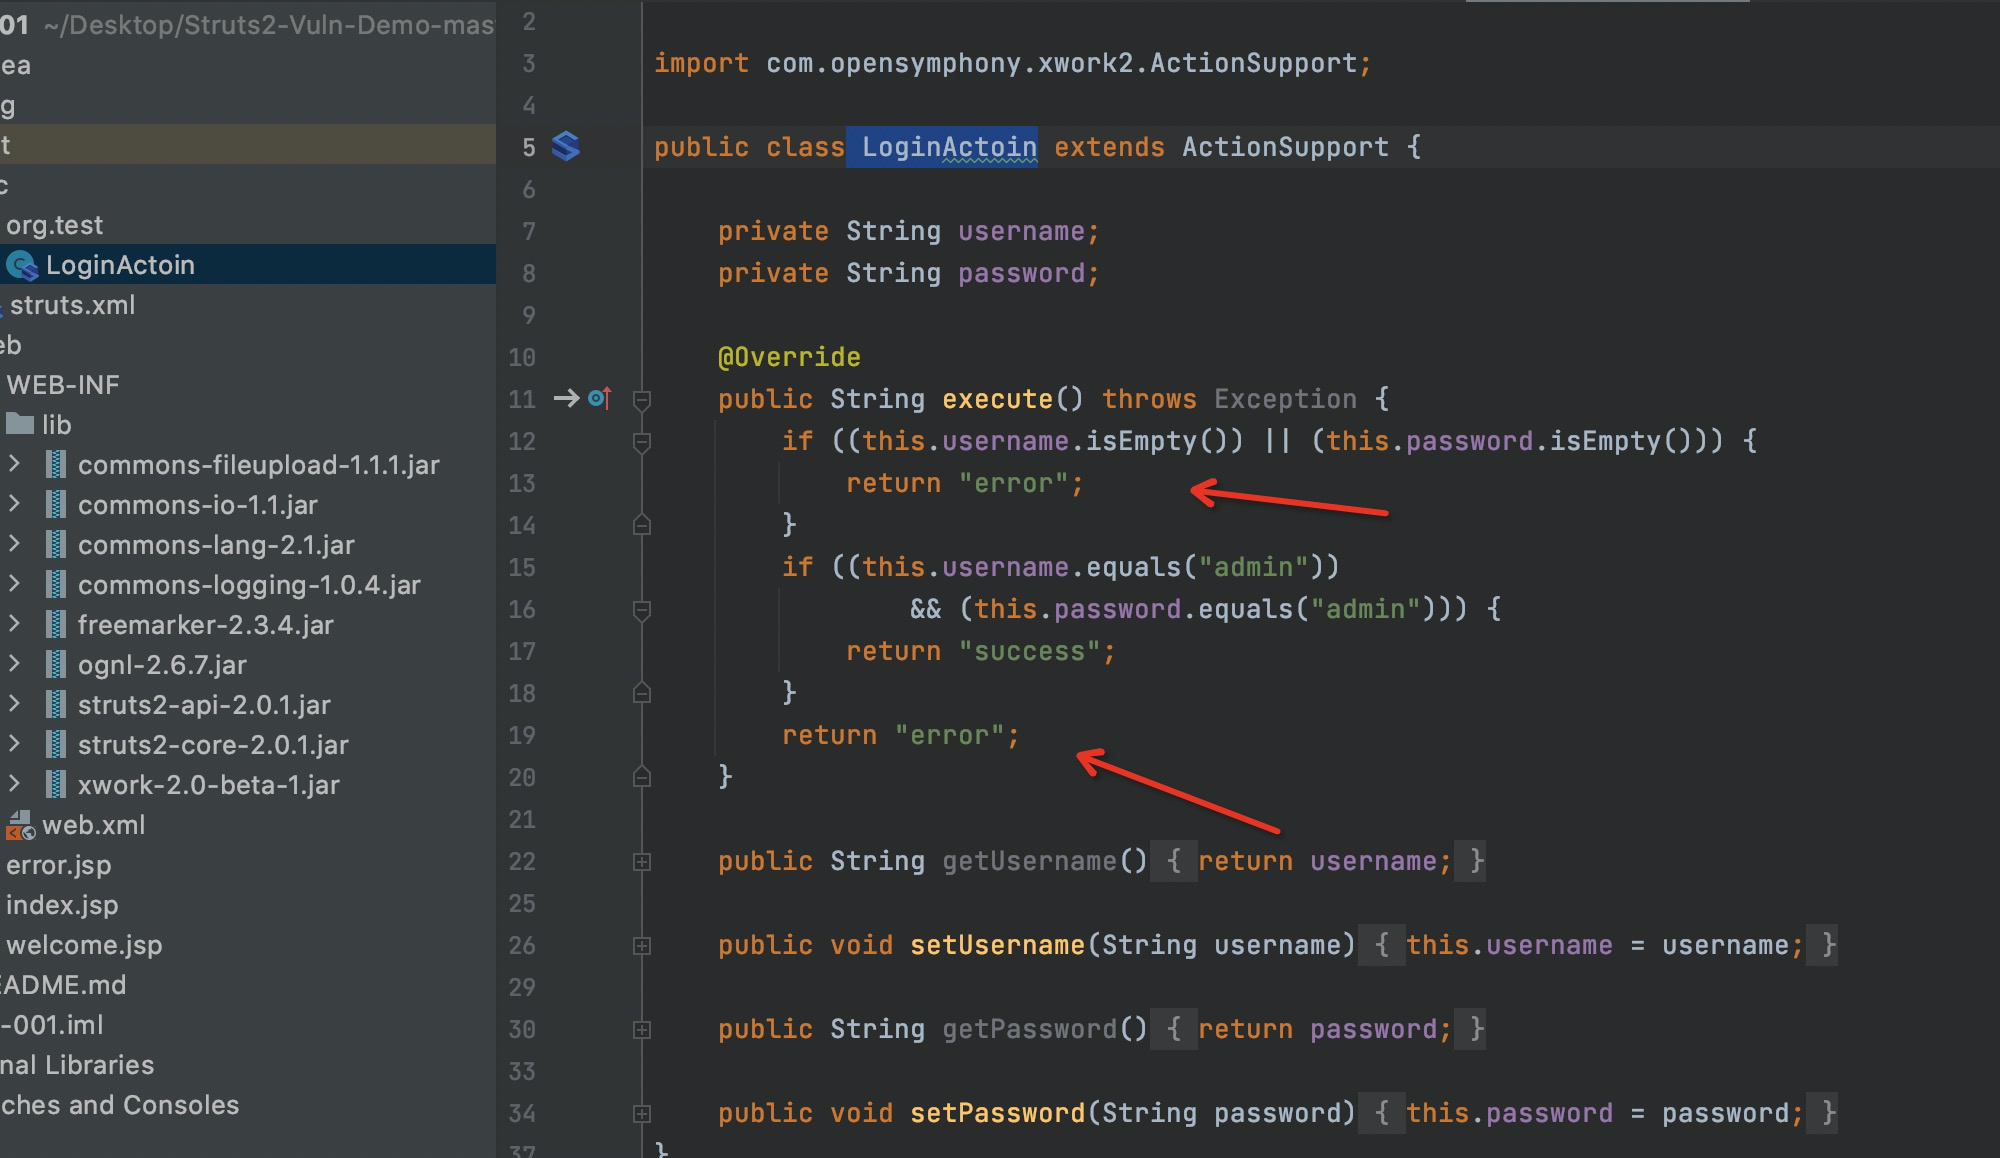 01 ~/Desktop/Struts2-Vuln-Demo-mas
ea
g
t
c
org.test
LoginActoin
struts.xml
eb
WEB-INF
lib
commons-fileupload-1.1.1.jar
commons-io-1.1.jar
commons-lang-2.1.jar
commons-logging-1.0.4.jar
freemarker-2.3.4.jar
ognl-2.6.7.jar
struts2-api-2.0.1.jar
struts2-core-2.0.1.jar
xwork-2.0-beta-1.jar
web.xml
error.jsp
index.jsp
welcome.jsp
EADME.md
-001.iml
nal Libraries
ches and Consoles
2
3 import com.opensymphony.xwork2.ActionSupport;
4
5 public class LoginActoin extends ActionSupport {
6
7 private String username;
8 private String password;
9
10 @Override
11 public String execute() throws Exception {
12 if ((this.username.isEmpty()) || (this.password.isEmpty())) {
13 return "error";
14 }
15 if ((this.username.equals("admin"))
16 && (this.password.equals("admin"))) {
17 return "success";
18 }
19 return "error";
20 }
21
22 public String getUsername() { return username; }
25
26 public void setUsername(String username) { this.username = username; }
29
30 public String getPassword() { return password; }
33
34 public void setPassword(String password) { this.password = password; }
37 }